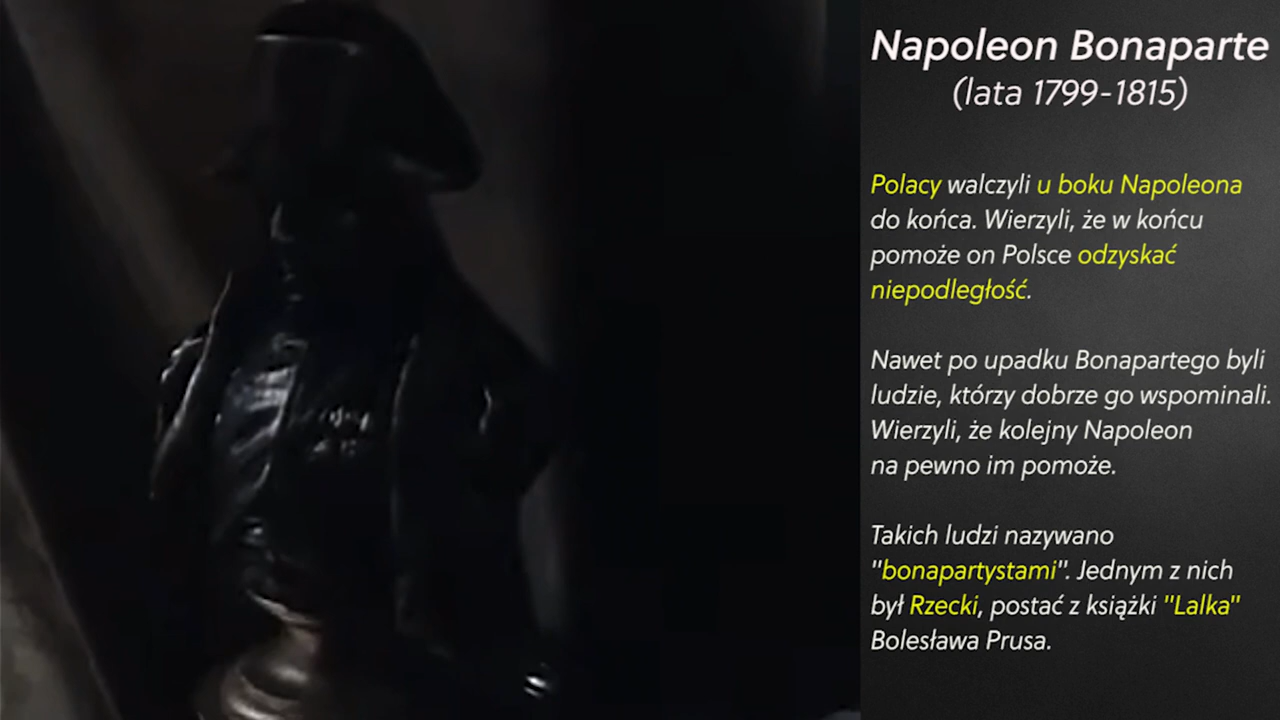 Napoleon Bonaparte
(lata 1799-1815)
Polacy walczyli u boku Napoleona
do końca. Wierzyli, że w końcu
pomoże on Polsce odzyskać
niepodległość.
Nawet po upadku Bonapartego byli
ludzie, którzy dobrze go wspominali.
Wierzyli, że kolejny Napoleon
na pewno im pomoże.
Takich ludzi nazywano
"bonapartystami". Jednym z nich
był Rzecki, postać z książki "Lalka"
Bolesława Prusa.